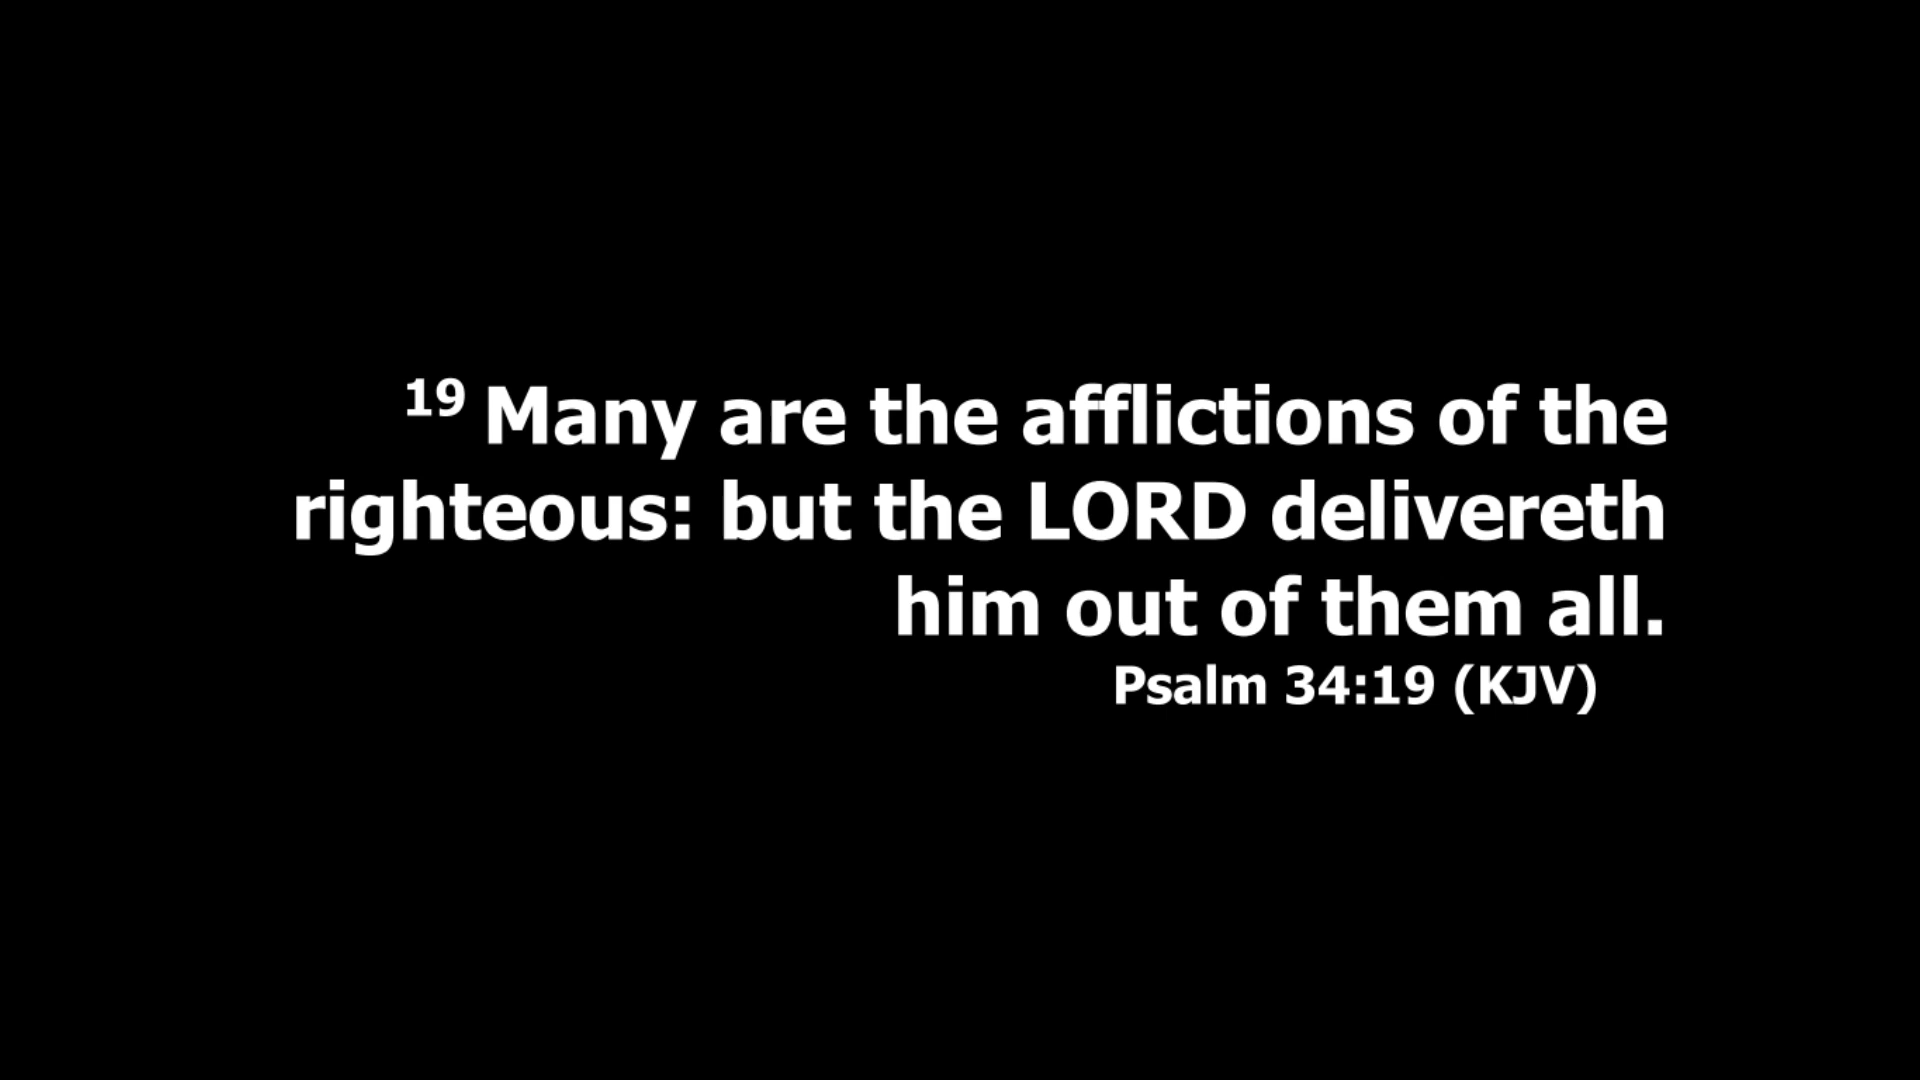 19 Many are the afflictions of the
righteous: but the LORD delivereth
him out of them all.
Psalm 34:19 (KJV)